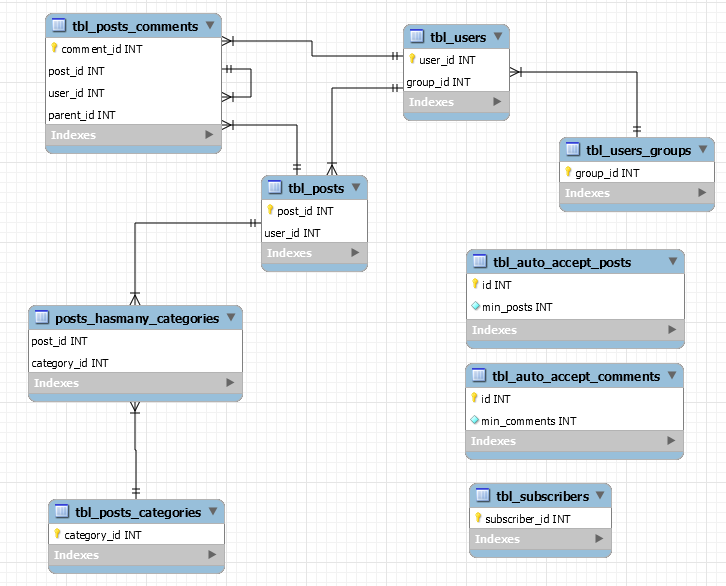 tbl_posts_comments
comment_id INT
post_id INT
user_id INT
parent_id INT
Indexes
tbl_users
user_id INT
group_id INT
Indexes
tbl_users_groups
group_id INT
Indexes
tbl_posts
post_id INT
user_id INT
Indexes
tbl_auto_accept_posts
id INT
min_posts INT
Indexes
posts_hasmany_categories
post_id INT
category_id INT
Indexes
tbl_auto_accept_comments
id INT
min_comments INT
Indexes
tbl_posts_categories
category_id INT
Indexes
tbl_subscribers
subscriber_id INT
Indexes